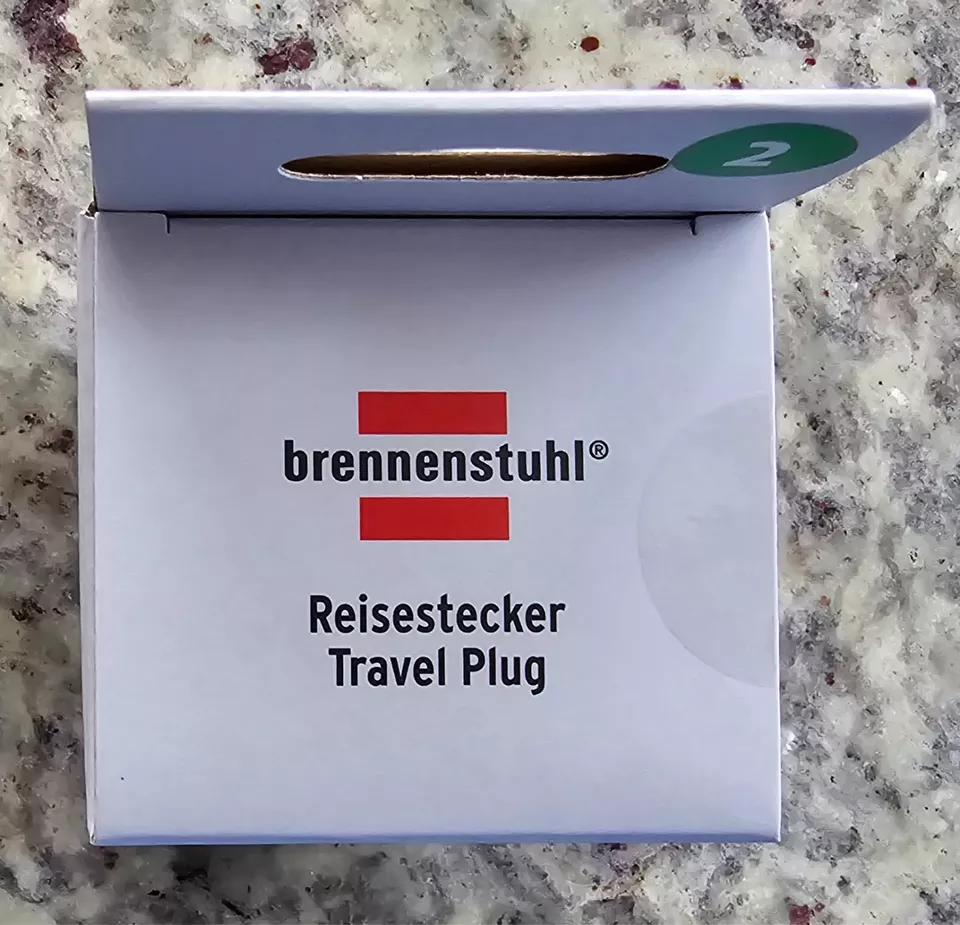 2
brennenstuhl®
Reisestecker
Travel Plug